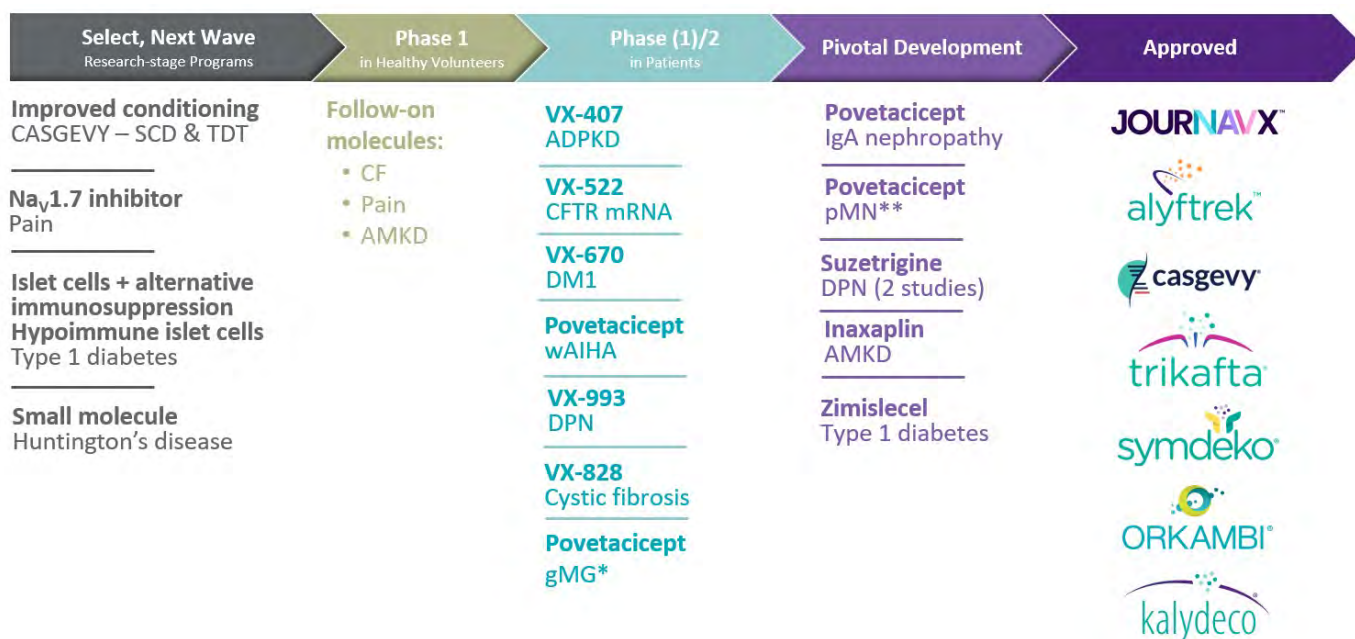 Select, Next Wave
Research-stage Programs
Phase 1
in Healthy Volunteers
Phase (1)/2
in Patients
Pivotal Development
Approved
Improved conditioning
CASGEVY – SCD & TDT
NaV1.7 inhibitor
Pain
Islet cells + alternative
immunosuppression
Hypoimmune islet cells
Type 1 diabetes
Small molecule
Huntington's disease
Follow-on
molecules:
• CF
• Pain
• AMKD
VX-407
ADPKD
VX-522
CFTR mRNA
VX-670
DM1
Povetacicept
wAIHA
VX-993
DPN
VX-828
Cystic fibrosis
Povetacicept
gMG*
Povetacicept
IgA nephropathy
Povetacicept
pMN**
Suzetrigine
DPN (2 studies)
Inaxaplin
AMKD
Zimislecel
Type 1 diabetes
JOURNAVX™
alyftrek™
casgevy®
trikafta®
symdeko®
ORKAMBI®
kalydeco